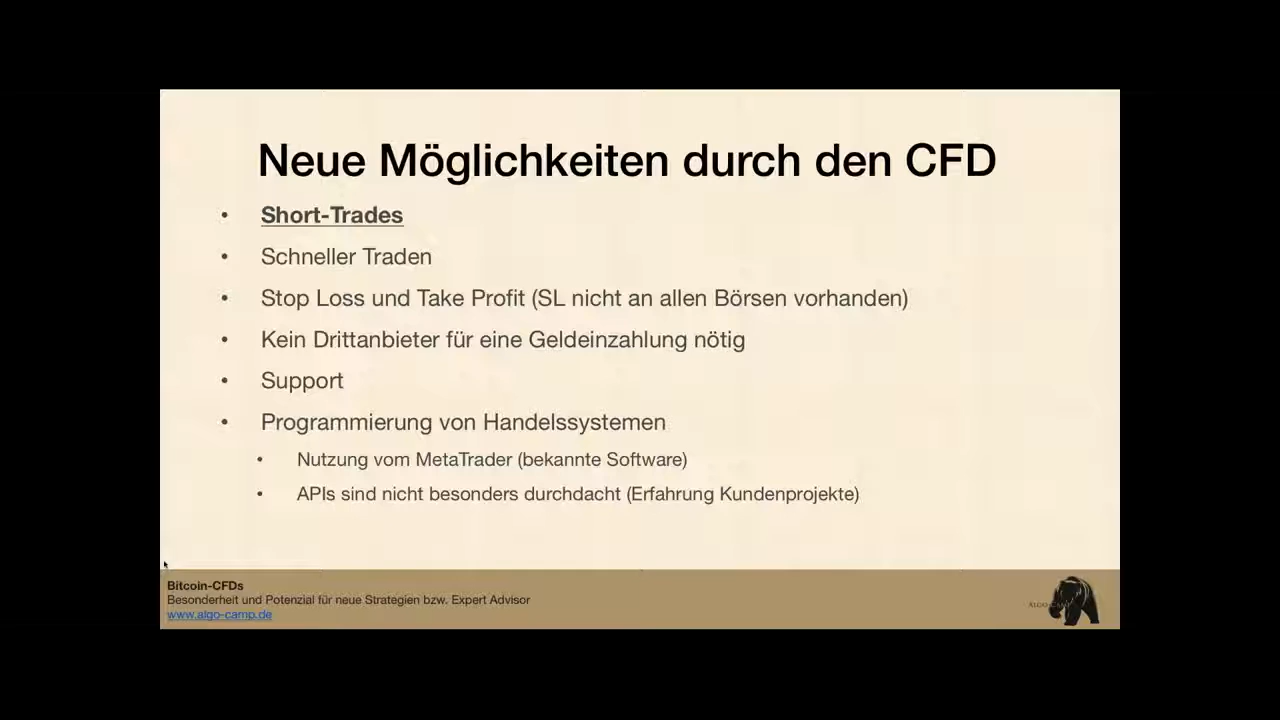 Neue Möglichkeiten durch den CFD
• Short-Trades
• Schneller Traden
• Stop Loss und Take Profit (SL nicht an allen Börsen vorhanden)
• Kein Drittanbieter für eine Geldeinzahlung nötig
• Support
• Programmierung von Handelssystemen
• Nutzung vom MetaTrader (bekannte Software)
• APIs sind nicht besonders durchdacht (Erfahrung Kundenprojekte)
Bitcoin-CFDs
Besonderheit und Potenzial für neue Strategien bzw. Expert Advisor
www.algo-camp.de